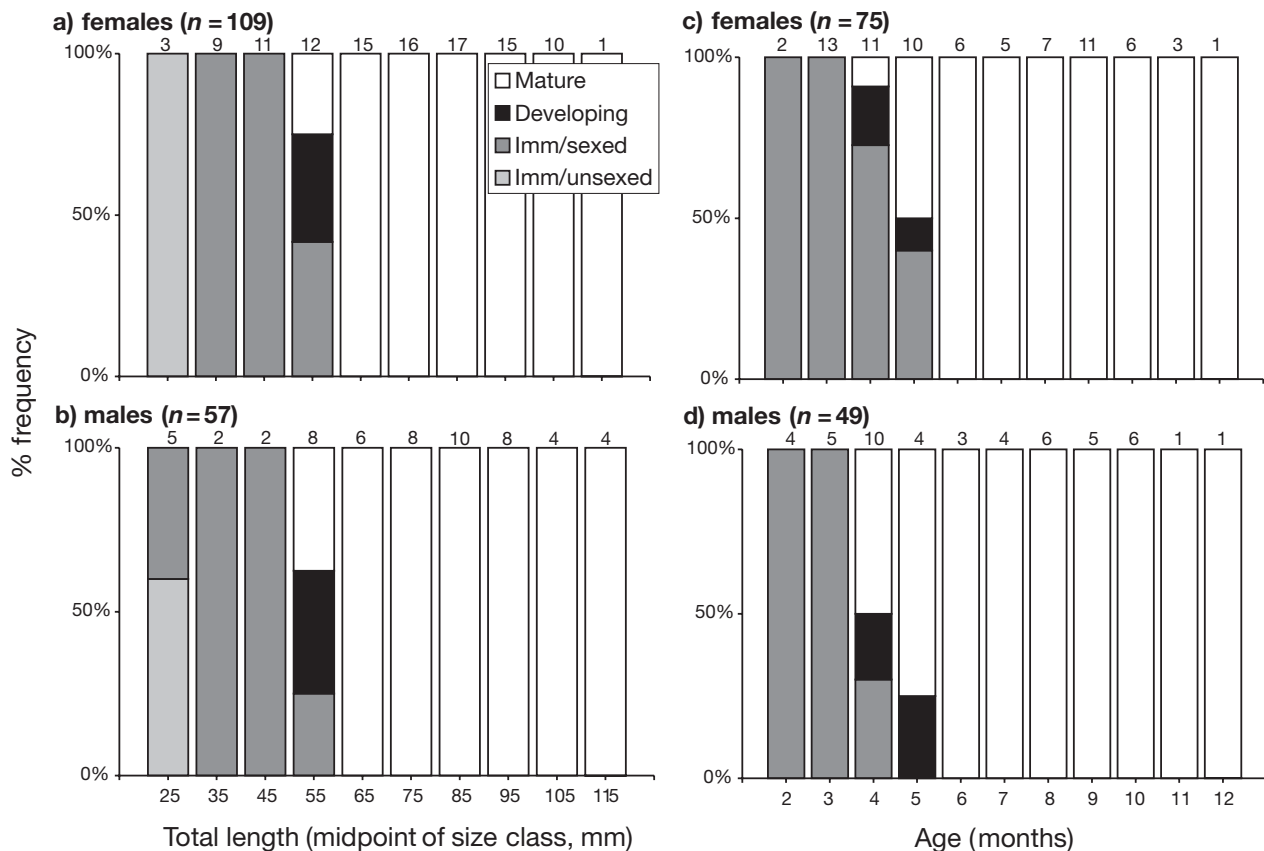 a) females (n = 109)
3 9 11 12 15 16 17 15 10 1
100%
50%
0%
Mature
Developing
Imm/sexed
Imm/unsexed
c) females (n = 75)
2 13 11 10 6 5 7 11 6 3 1
100%
50%
0%
% frequency
b) males (n = 57)
5 2 2 8 6 8 10 8 4 4
100%
50%
0%
25 35 45 55 65 75 85 95 105 115
Total length (midpoint of size class, mm)
d) males (n = 49)
4 5 10 4 3 4 6 5 6 1 1
100%
50%
0%
2 3 4 5 6 7 8 9 10 11 12
Age (months)